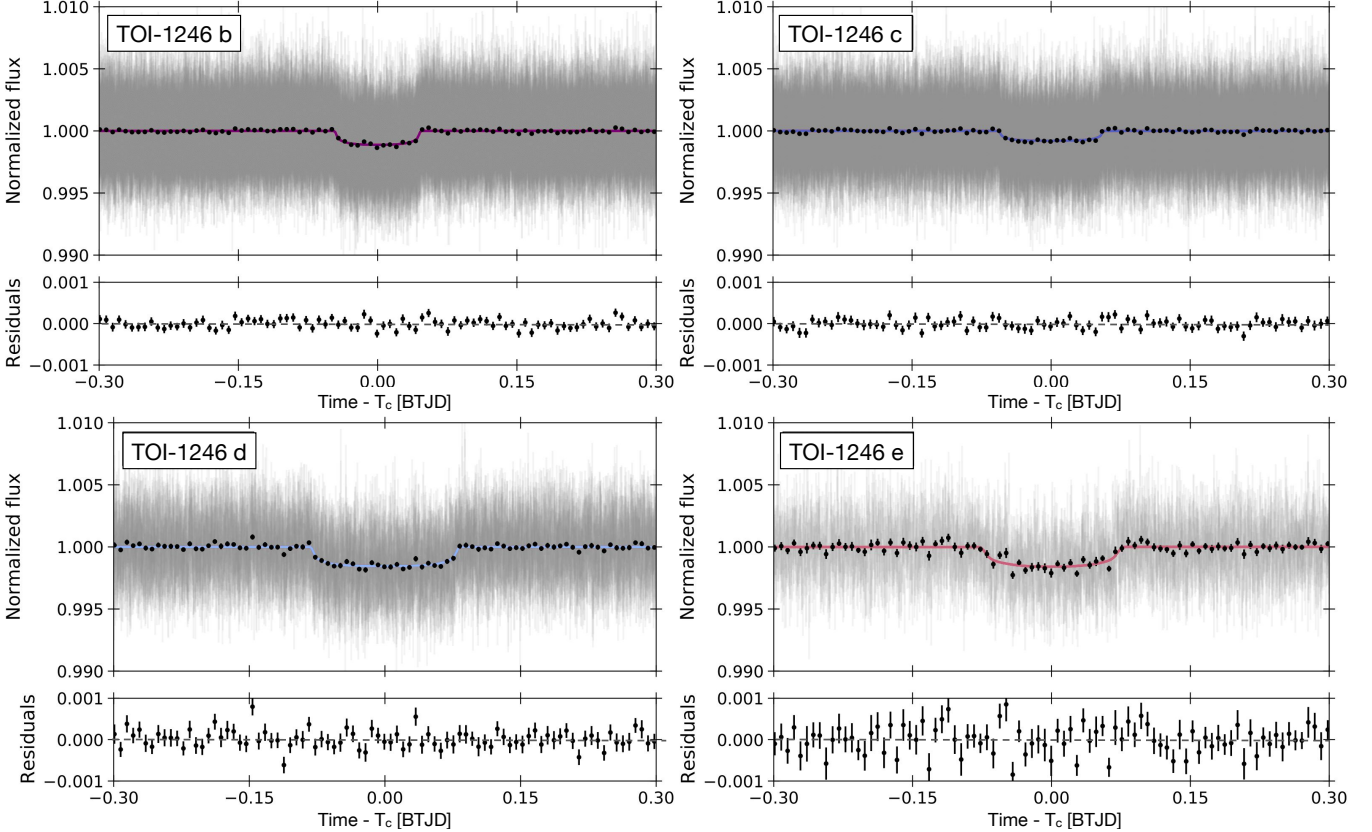 TOI-1246 b
Normalized flux
1.010
1.005
1.000
0.995
0.990
Residuals
0.001
0.000
−0.001
−0.30 −0.15 0.00 0.15 0.30
Time - Tc [BTJD]
TOI-1246 c
Normalized flux
1.010
1.005
1.000
0.995
0.990
Residuals
0.001
0.000
−0.001
−0.30 −0.15 0.00 0.15 0.30
Time - Tc [BTJD]
TOI-1246 d
Normalized flux
1.010
1.005
1.000
0.995
0.990
Residuals
0.001
0.000
−0.001
−0.30 −0.15 0.00 0.15 0.30
Time - Tc [BTJD]
TOI-1246 e
Normalized flux
1.010
1.005
1.000
0.995
0.990
Residuals
0.001
0.000
−0.001
−0.30 −0.15 0.00 0.15 0.30
Time - Tc [BTJD]